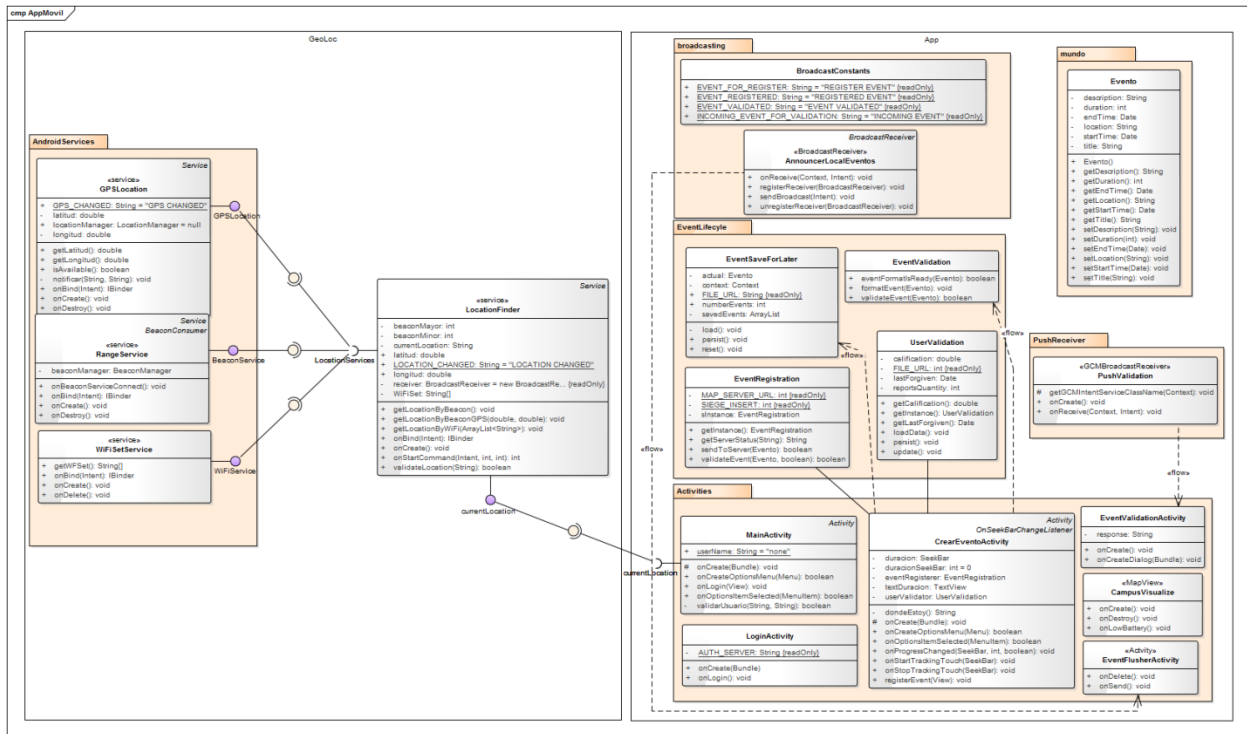 cmp AppMovil
GeoLoc
AndroidServices
Service
«service»
GPSLocation
+ GPS_CHANGED: String = "GPS CHANGED"
- latitud: double
+ locationManager: LocationManager = null
- longitud: double
+ getLatitud(): double
+ getLongitud(): double
+ isAvailable(): boolean
- notificar(String, String): void
+ onBind(Intent): IBinder
+ onCreate(): void
+ onDestroy(): void
Service
BeaconConsumer
RangeService
- beaconManager: BeaconManager
+ onBeaconServiceConnect(): void
+ onBind(Intent): IBinder
+ onCreate(): void
+ onDestroy(): void
«service»
WiFiSetService
+ getWFSet(): String[]
+ onBind(Intent): IBinder
+ onCreate(): void
+ onDelete(): void
GPSLocation
BeaconService
WiFiService
LocationServices
Service
«service»
LocationFinder
- beaconMayor: int
- beaconMinor: int
- currentLocation: String
+ latitud: double
+ LOCATION_CHANGED: String = "LOCATION CHANGED"
+ longitud: double
- receiver: BroadcastReceiver = new BroadcastRe... {readOnly}
- WiFiSet: String[]
+ getLocationByBeacon(): void
+ getLocationByBeaconGPS(double, double): void
+ getLocationByWiFi(ArrayList<String>): void
+ onBind(Intent): IBinder
+ onCreate(): void
+ onStartCommand(Intent, int, int): int
+ validateLocation(String): boolean
currentLocation
currentLocation
App
broadcasting
BroadcastConstants
+ EVENT_FOR_REGISTER: String = "REGISTER EVENT" {readOnly}
+ EVENT_REGISTERED: String = "REGISTERED EVENT" {readOnly}
+ EVENT_VALIDATED: String = "EVENT VALIDATED" {readOnly}
+ INCOMING_EVENT_FOR_VALIDATION: String = "INCOMING EVENT" {readOnly}
BroadcastReceiver
«BroadcastReceiver»
AnnouncerLocalEventos
+ onReceive(Context, Intent): void
+ registerReceiver(BroadcastReceiver): void
+ sendBroadcast(Intent): void
+ unregisterReceiver(BroadcastReceiver): void
mundo
Evento
- description: String
- duration: int
- endTime: Date
- location: String
- startTime: Date
- title: String
+ Evento()
+ getDescription(): String
+ getDuration(): int
+ getEndTime(): Date
+ getLocation(): String
+ getStartTime(): Date
+ getTitle(): String
+ setDescription(String): void
+ setDuration(int): void
+ setEndTime(Date): void
+ setLocation(String): void
+ setStartTime(Date): void
+ setTitle(String): void
EventLifecyle
EventSaveForLater
- actual: Evento
- context: Context
+ FILE_URL: String {readOnly}
+ numberEvents: int
- savedEvents: ArrayList
- load(): void
+ persist(): void
+ reset(): void
EventValidation
+ eventFormatIsReady(Evento): boolean
- formatEvent(Evento): void
+ validateEvent(Evento): boolean
UserValidation
- calification: double
- FILE_URL: int {readOnly}
- lastForgiven: Date
- reportsQuantity: int
+ getCalification(): double
+ getInstance(): UserValidation
+ getLastForgiven(): Date
+ loadData(): void
+ persist(): void
+ update(): void
EventRegistration
- MAP_SERVER_URL: int {readOnly}
- SIEGE_INSERT: int {readOnly}
- sInstance: EventRegistration
+ getInstance(): EventRegistration
+ getServerStatus(String): String
+ sendToServer(Evento): boolean
+ validateEvent(Evento, boolean): boolean
«flow»
«flow»
«flow»
«flow»
PushReceiver
«GCMBroadcastReceiver»
PushValidation
# getGCMIntentServiceClassName(Context): void
+ onCreate(): void
+ onReceive(Context, Intent): void
Activities
Activity
MainActivity
+ userName: String = "none"
# onCreate(Bundle): void
+ onCreateOptionsMenu(Menu): boolean
+ onLogin(View): void
+ onOptionsItemSelected(MenuItem): boolean
- validarUsuario(String, String): boolean
LoginActivity
- AUTH_SERVER: String {readOnly}
+ onCreate(Bundle)
+ onLogin(): void
Activity
OnSeekBarChangeListener
CrearEventoActivity
- duracion: SeekBar
- duracionSeekBar: int = 0
- eventRegisterer: EventRegistration
- textDuracion: TextView
- userValidator: UserValidation
- dondeEstoy(): String
# onCreate(Bundle): void
+ onCreateOptionsMenu(Menu): boolean
+ onOptionsItemSelected(MenuItem): boolean
+ onProgressChanged(SeekBar, int, boolean): void
+ onStartTrackingTouch(SeekBar): void
+ onStopTrackingTouch(SeekBar): void
+ registerEvent(View): void
EventValidationActivity
- response: String
+ onCreate(): void
+ onCreateDialog(Bundle): void
«MapView»
CampusVisualize
+ onCreate(): void
+ onDestroy(): void
+ onLowBattery(): void
«Activty»
EventFlusherActivity
+ onDelete(): void
+ onSend(): void